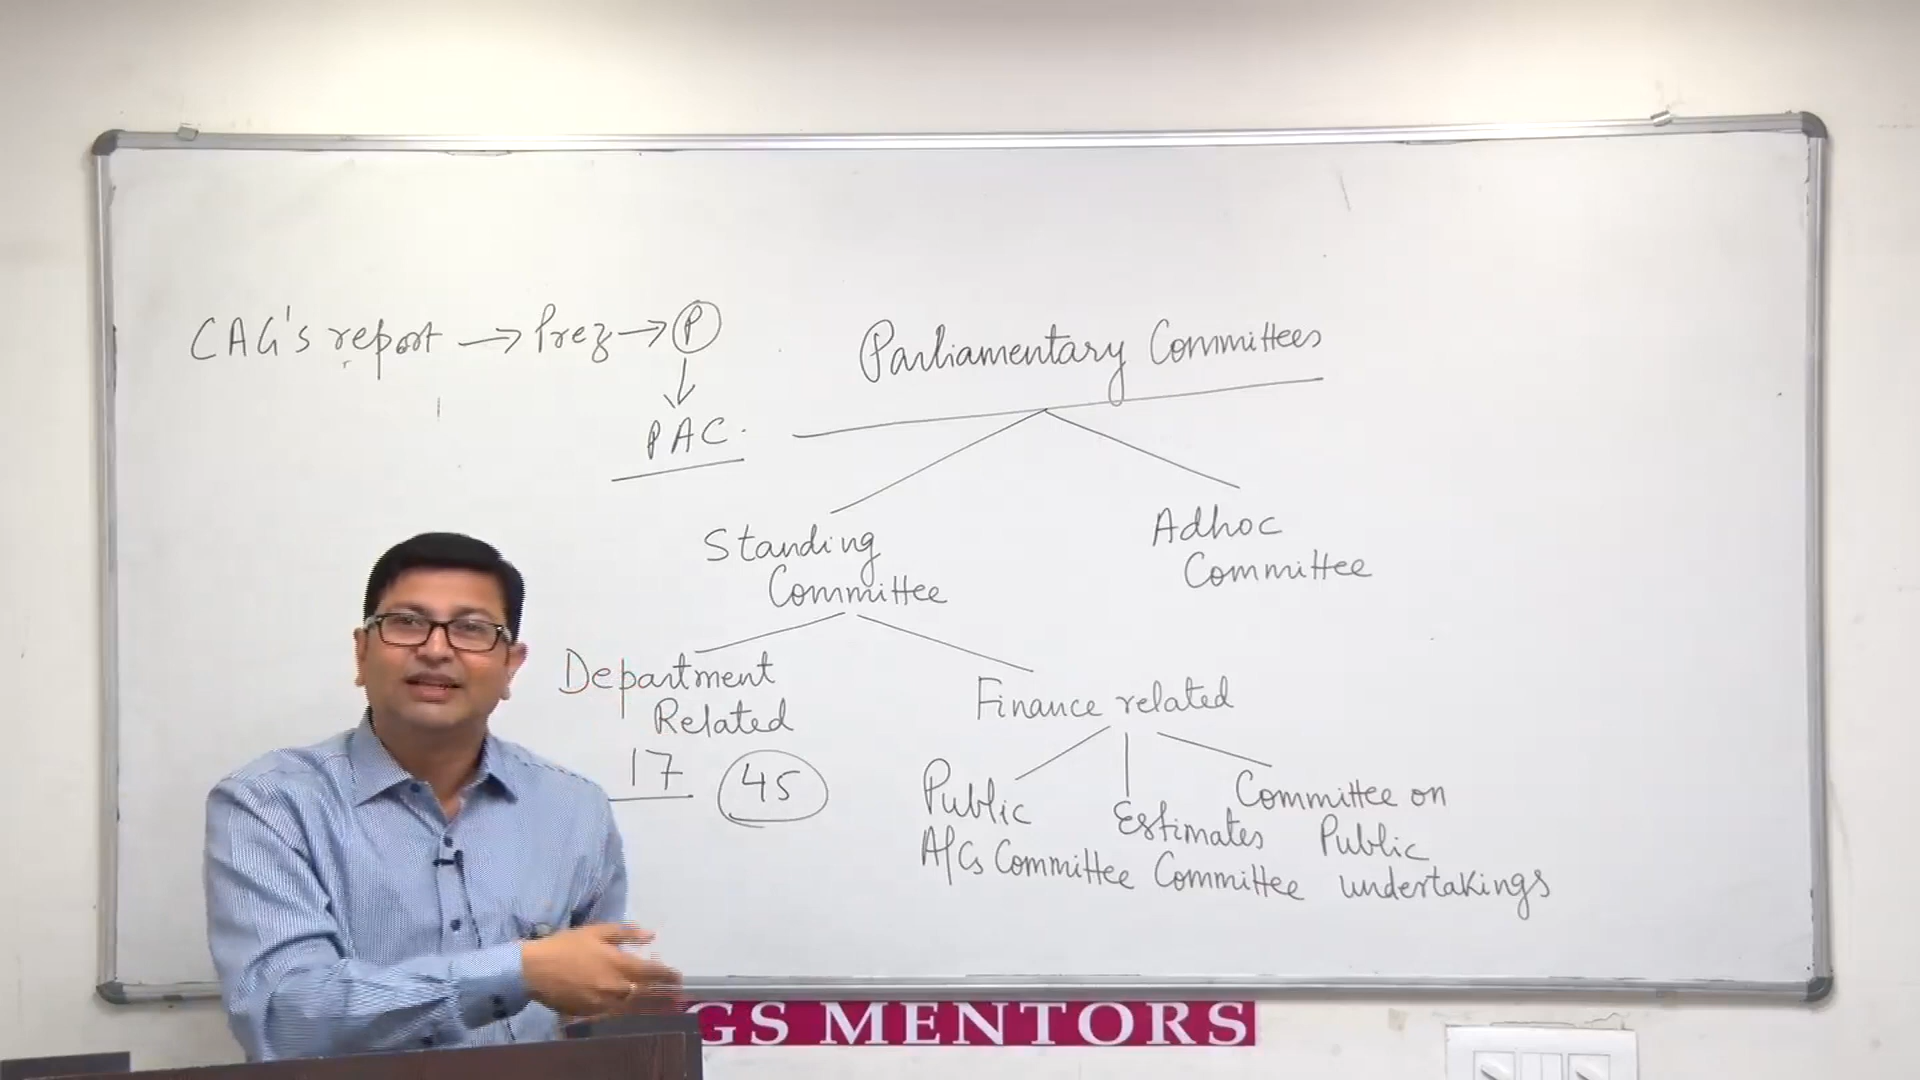 CAG's report → Prez → P
↓
PAC.
Parliamentary Committees
Standing
Committee
Adhoc
Committee
Department
Related
17 45
Finance related
Public
A/Cs Committee
Estimates
Committee
Committee on
Public
undertakings
GS MENTORS